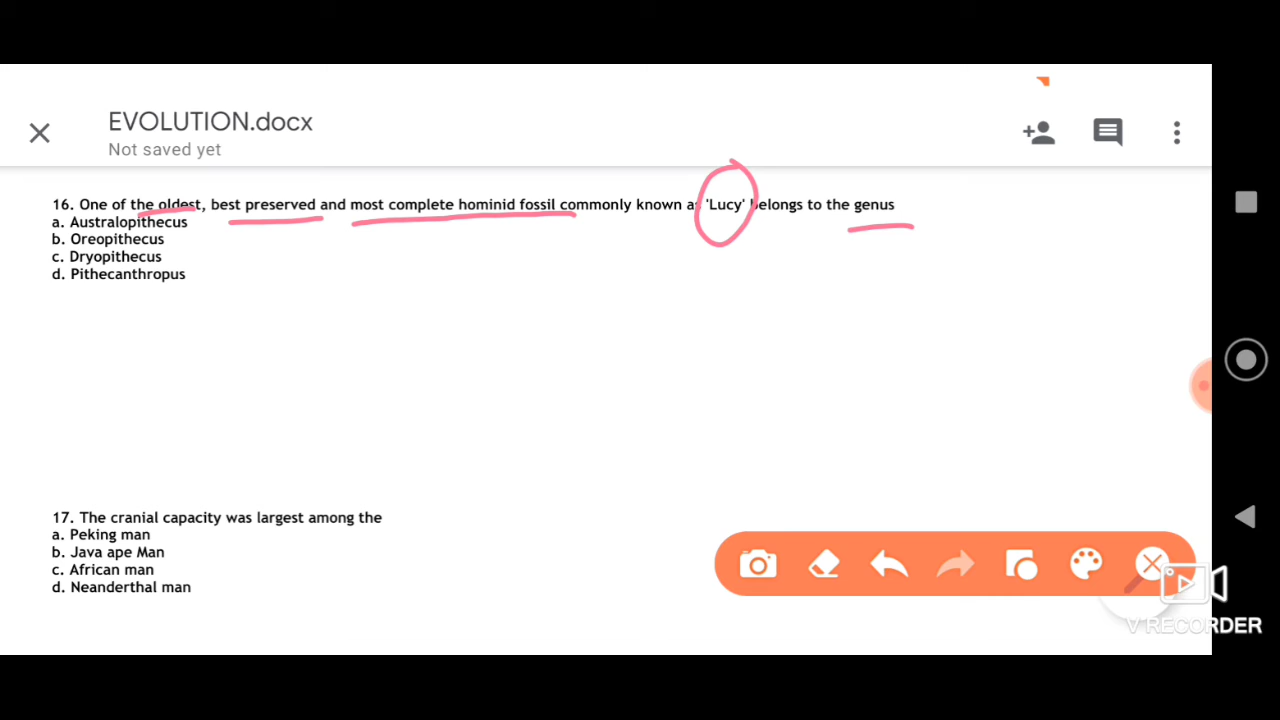 EVOLUTION.docx
Not saved yet
16. One of the oldest, best preserved and most complete hominid fossil commonly known as 'Lucy' belongs to the genus
a. Australopithecus
b. Oreopithecus
c. Dryopithecus
d. Pithecanthropus
17. The cranial capacity was largest among the
a. Peking man
b. Java ape Man
c. African man
d. Neanderthal man
V RECORDER